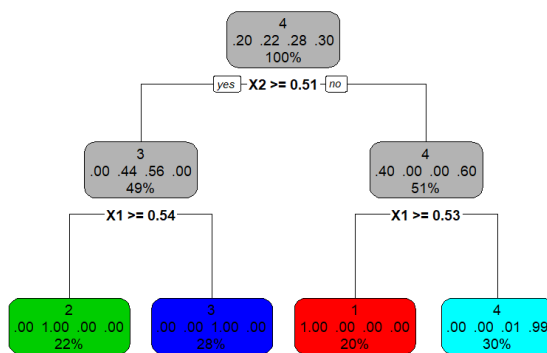 4
.20 .22 .28 .30
100%
yes X2 >= 0.51 no
3
.00 .44 .56 .00
49%
4
.40 .00 .00 .60
51%
X1 >= 0.54
X1 >= 0.53
2
.00 1.00 .00 .00
22%
3
.00 .00 1.00 .00
28%
1
1.00 .00 .00 .00
20%
4
.00 .00 .01 .99
30%